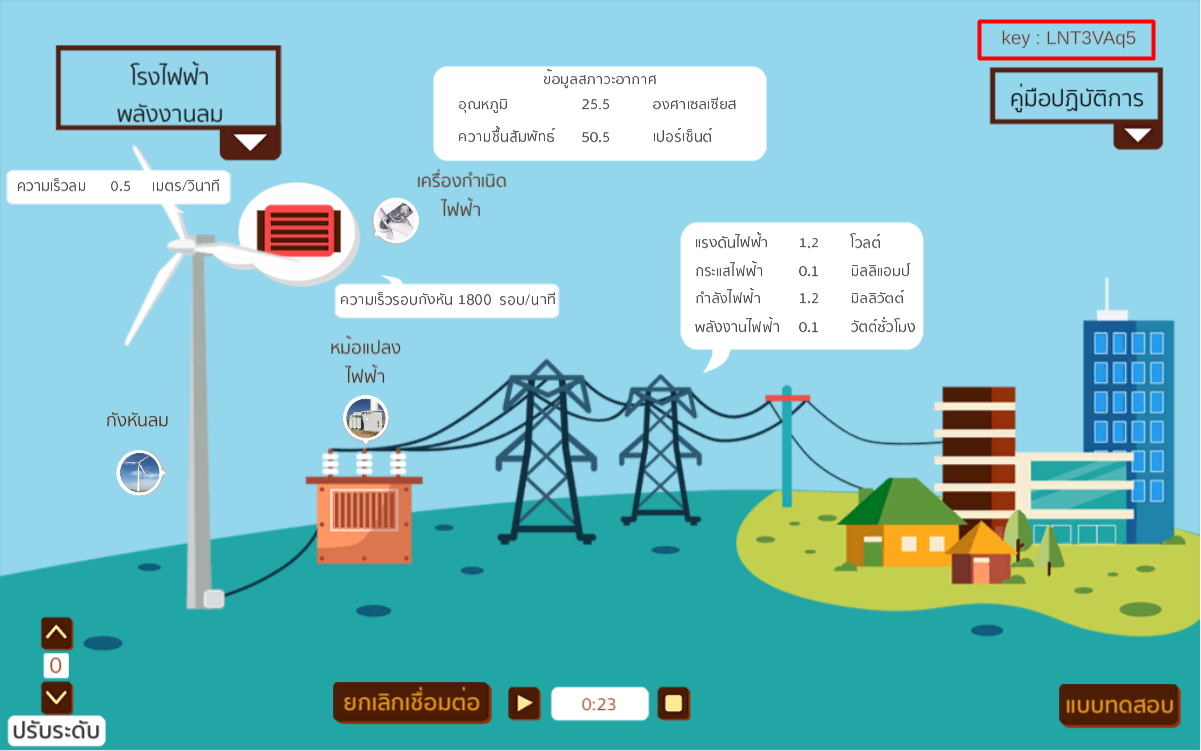 key : LNT3VAq5
โรงไฟฟ้า
พลังงานลม
ข้อมูลสภาวะอากาศ
อุณหภูมิ 25.5 องศาเซลเซียส
ความชื้นสัมพัทธ์ 50.5 เปอร์เซ็นต์
คู่มือปฏิบัติการ
ความเร็วลม 0.5 เมตร/วินาที
เครื่องกำเนิด
ไฟฟ้า
แรงดันไฟฟ้า 1.2 โวลต์
กระแสไฟฟ้า 0.1 มิลลิแอมป์
กำลังไฟฟ้า 1.2 มิลลิวัตต์
พลังงานไฟฟ้า 0.1 วัตต์ชั่วโมง
ความเร็วรอบกังหัน 1800 รอบ/นาที
หม้อแปลง
ไฟฟ้า
กังหันลม
0
ปรับระดับ
ยกเลิกเชื่อมต่อ
0:23
แบบทดสอบ